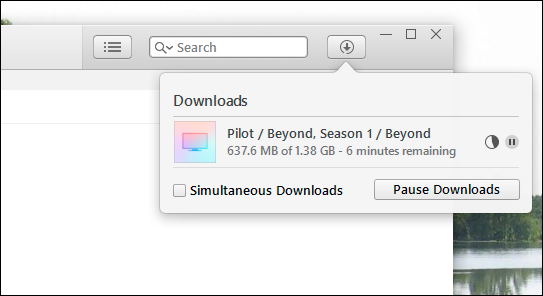 Search
Downloads
Pilot / Beyond, Season 1 / Beyond
637.6 MB of 1.38 GB - 6 minutes remaining
Simultaneous Downloads
Pause Downloads